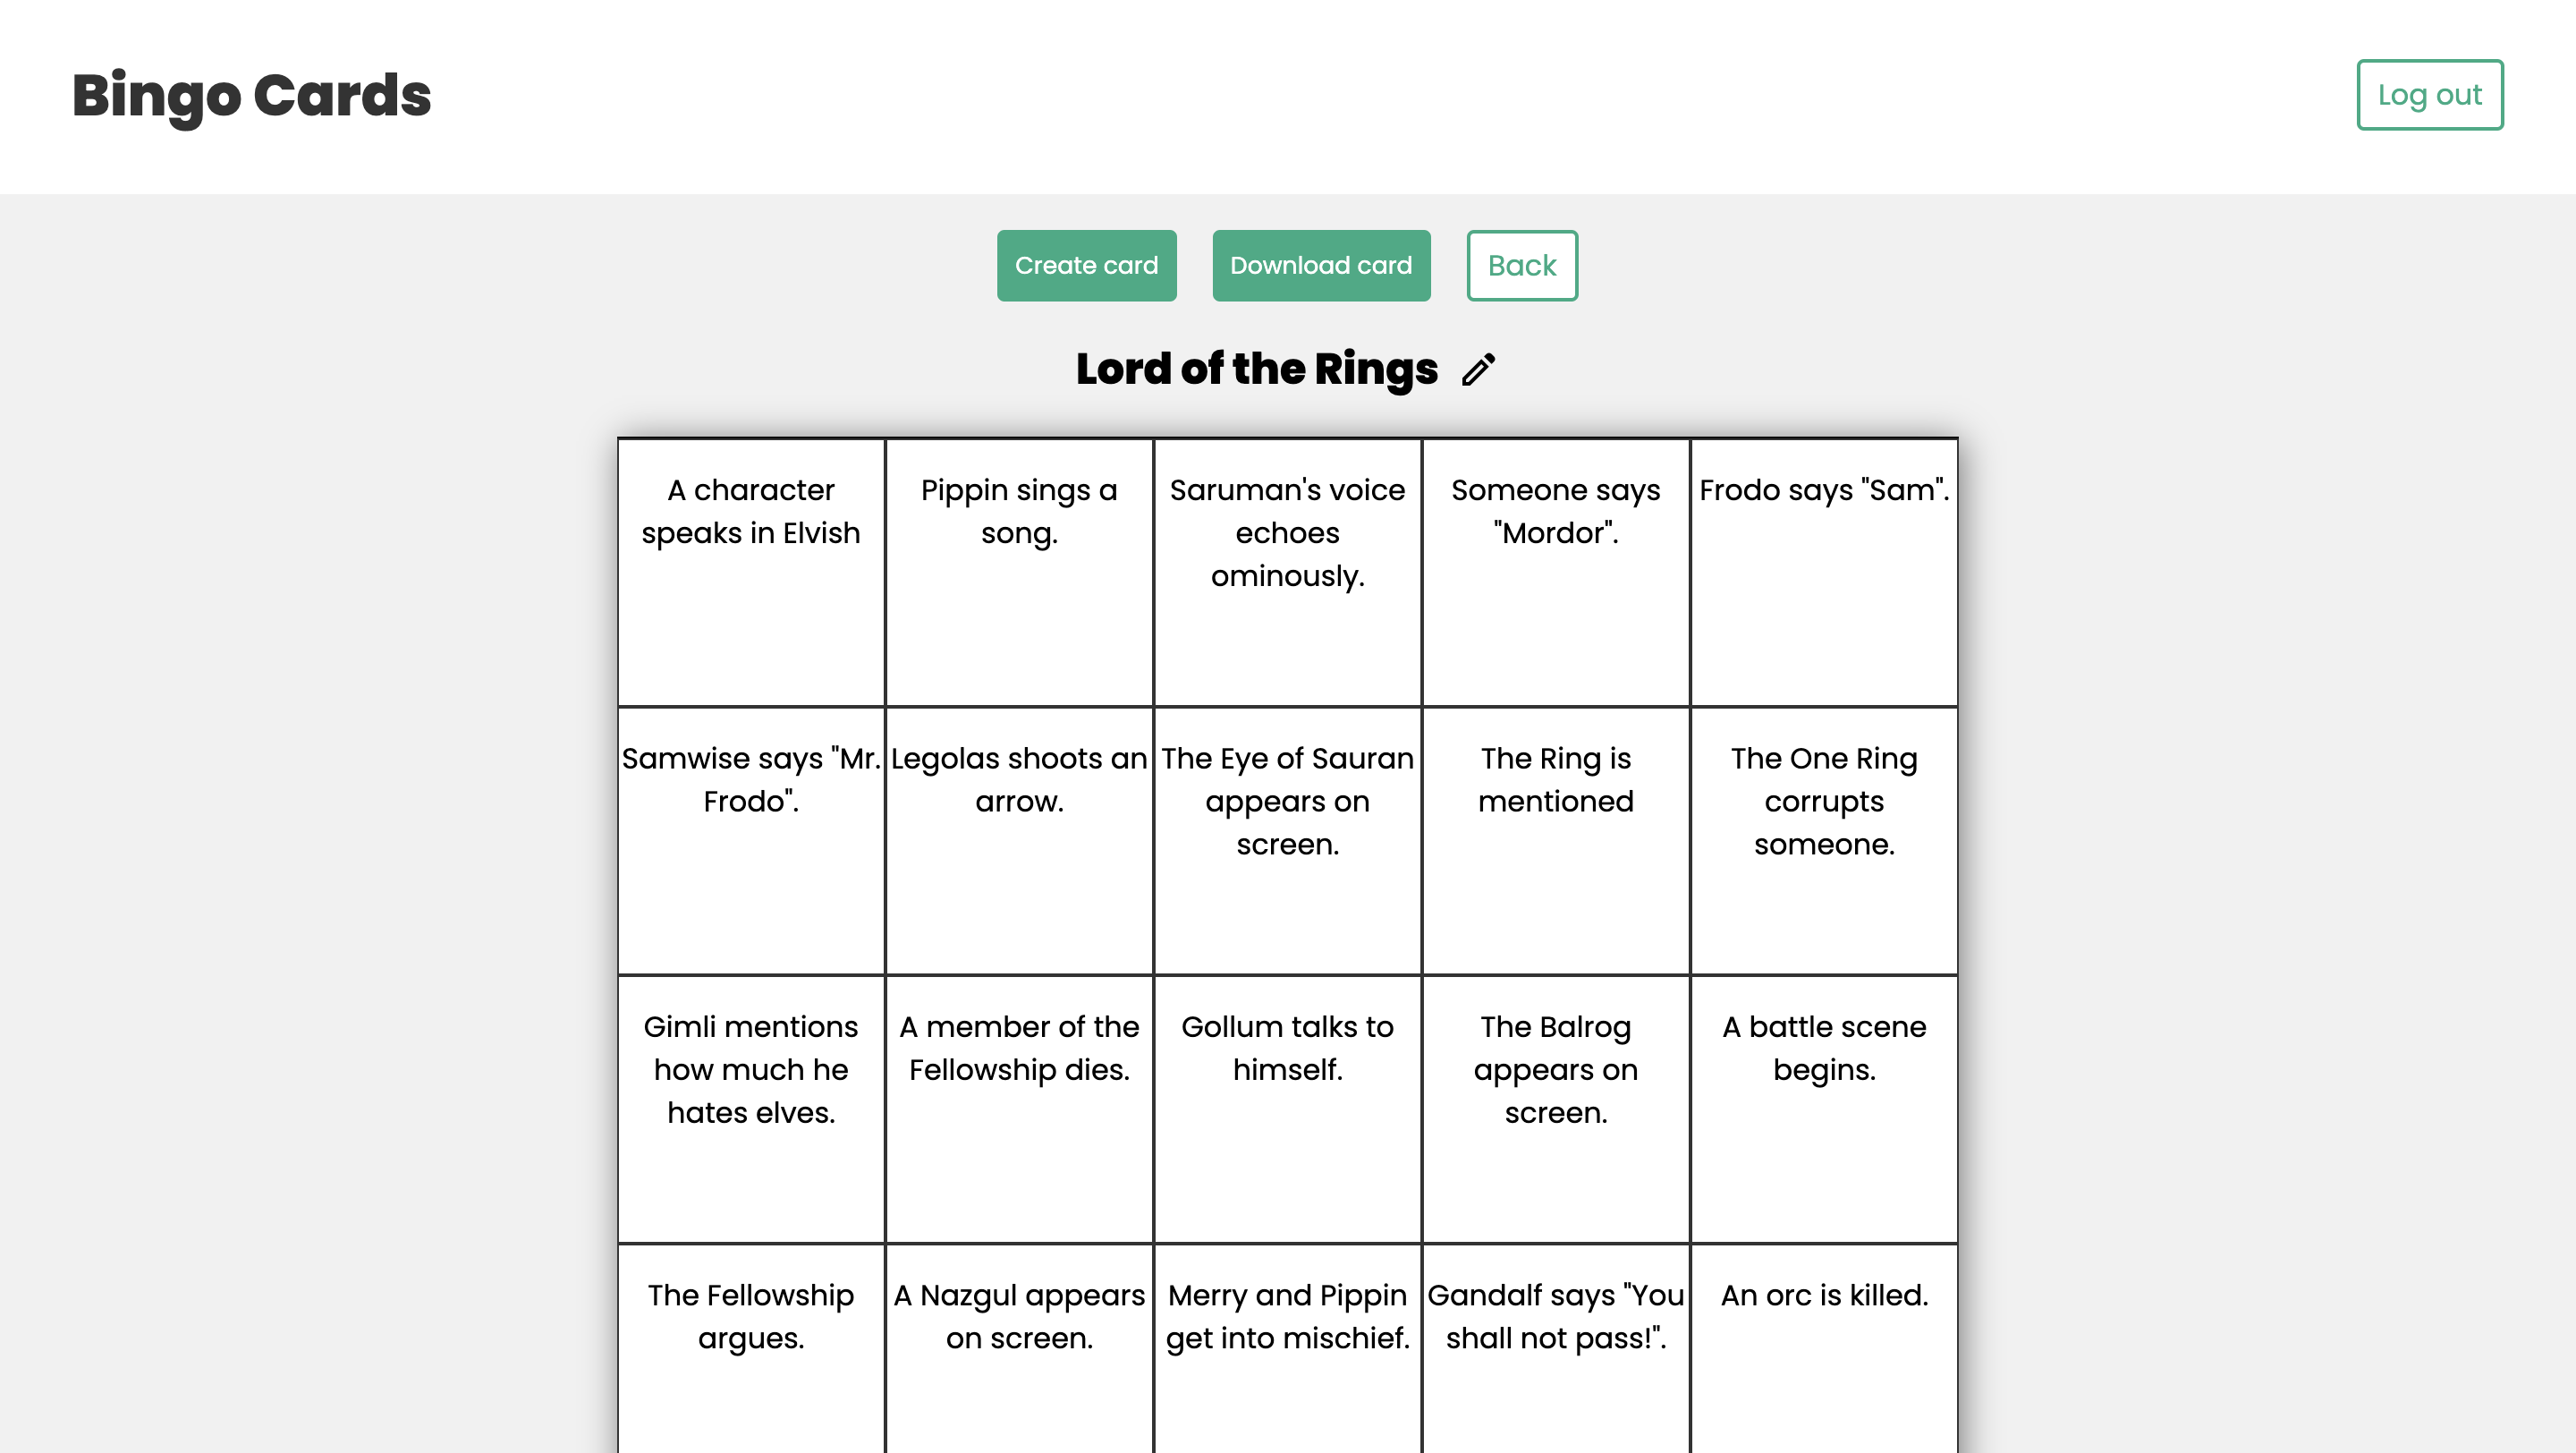 Bingo Cards
Log out
Create card
Download card
Back
Lord of the Rings
A character
speaks in Elvish
Pippin sings a
song.
Saruman's voice
echoes
ominously.
Someone says
"Mordor".
Frodo says "Sam".
Samwise says "Mr.
Frodo".
Legolas shoots an
arrow.
The Eye of Sauran
appears on
screen.
The Ring is
mentioned
The One Ring
corrupts
someone.
Gimli mentions
how much he
hates elves.
A member of the
Fellowship dies.
Gollum talks to
himself.
The Balrog
appears on
screen.
A battle scene
begins.
The Fellowship
argues.
A Nazgul appears
on screen.
Merry and Pippin
get into mischief.
Gandalf says "You
shall not pass!".
An orc is killed.